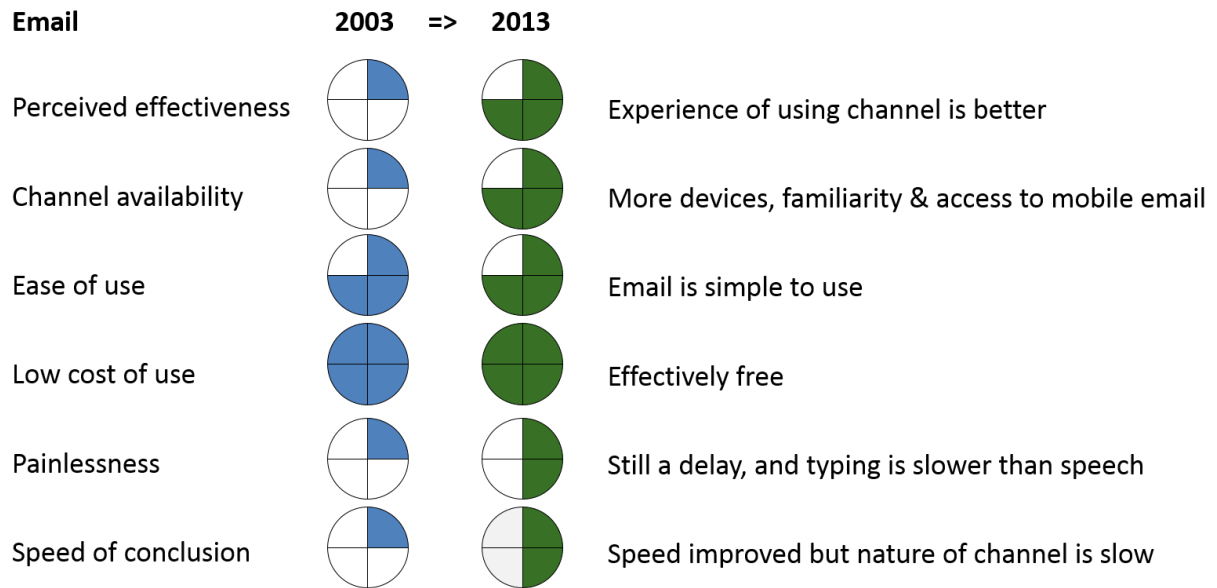 Email 2003 => 2013
Perceived effectiveness Experience of using channel is better
Channel availability More devices, familiarity & access to mobile email
Ease of use Email is simple to use
Low cost of use Effectively free
Painlessness Still a delay, and typing is slower than speech
Speed of conclusion Speed improved but nature of channel is slow